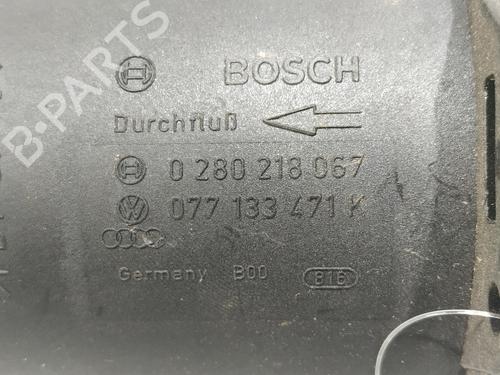 B-PARTS
BOSCH
Durchfluß
0 280 218 067
077 133 471 K
Germany B00 B16